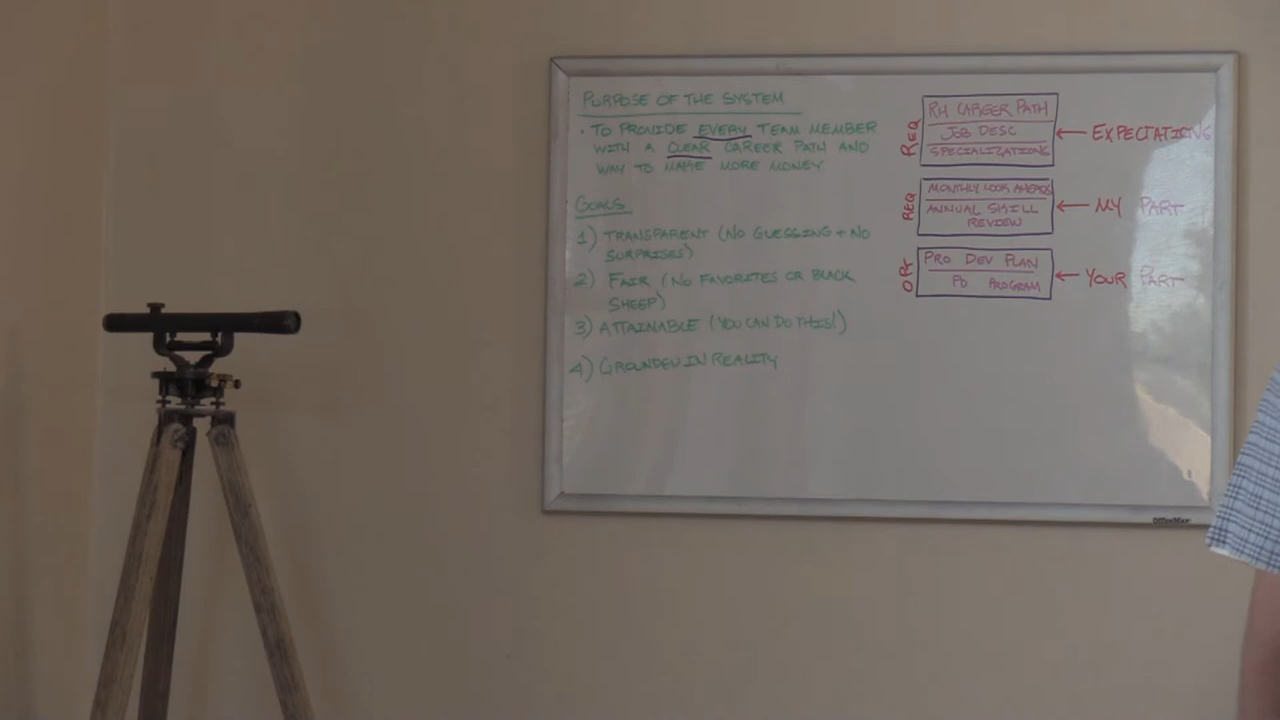 PURPOSE OF THE SYSTEM
• TO PROVIDE EVERY TEAM MEMBER
WITH A CLEAR CAREER PATH AND
WAY TO MAKE MORE MONEY
GOALS
1) TRANSPARENT (NO GUESSING + NO
SURPRISES)
2) FAIR (NO FAVORITES OR BLACK
SHEEP)
3) ATTAINABLE (YOU CAN DO THIS!)
4) GROUNDED IN REALITY
REQ
RH CAREER PATH
JOB DESC
SPECIALIZATIONS
← EXPECTATIONS
REQ
MONTHLY LOOK AHEADS
ANNUAL SKILL
REVIEW
← MY PART
OPT
PRO DEV PLAN
PD PROGRAM
← YOUR PART
OfficeMax